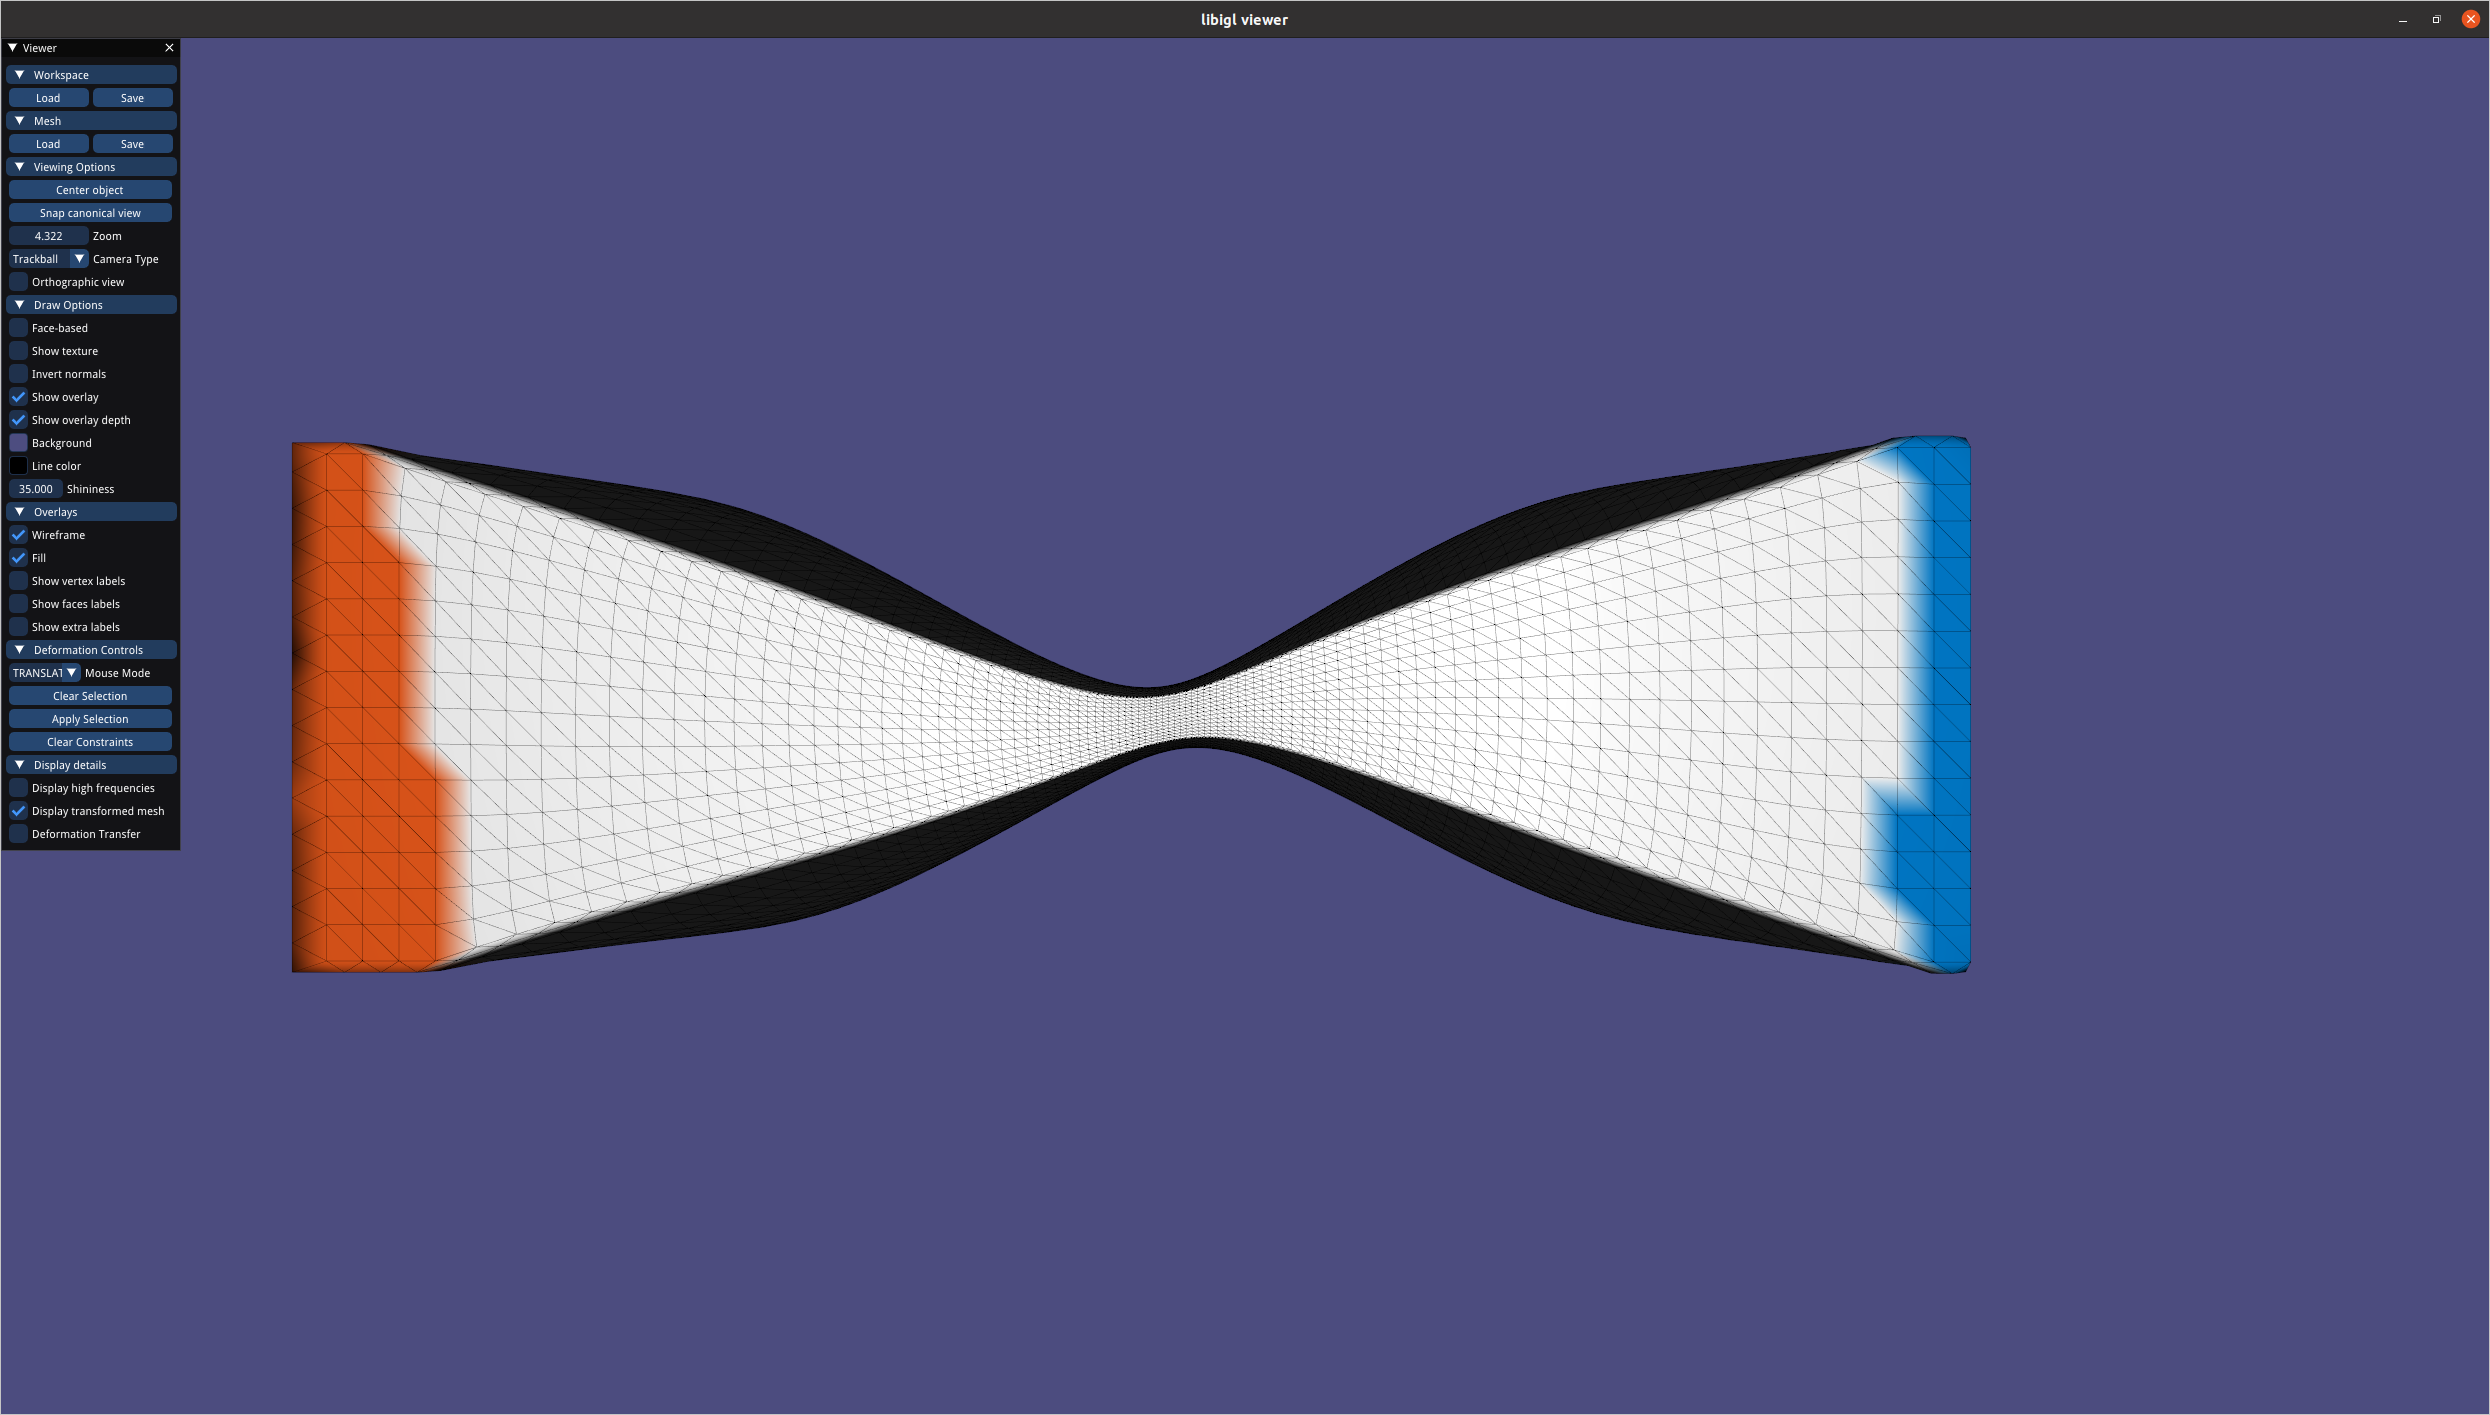 libigl viewer
Viewer
Workspace
Load Save
Mesh
Load Save
Viewing Options
Center object
Snap canonical view
4.322 Zoom
Trackball Camera Type
Orthographic view
Draw Options
Face-based
Show texture
Invert normals
Show overlay
Show overlay depth
Background
Line color
35.000 Shininess
Overlays
Wireframe
Fill
Show vertex labels
Show faces labels
Show extra labels
Deformation Controls
TRANSLAT Mouse Mode
Clear Selection
Apply Selection
Clear Constraints
Display details
Display high frequencies
Display transformed mesh
Deformation Transfer